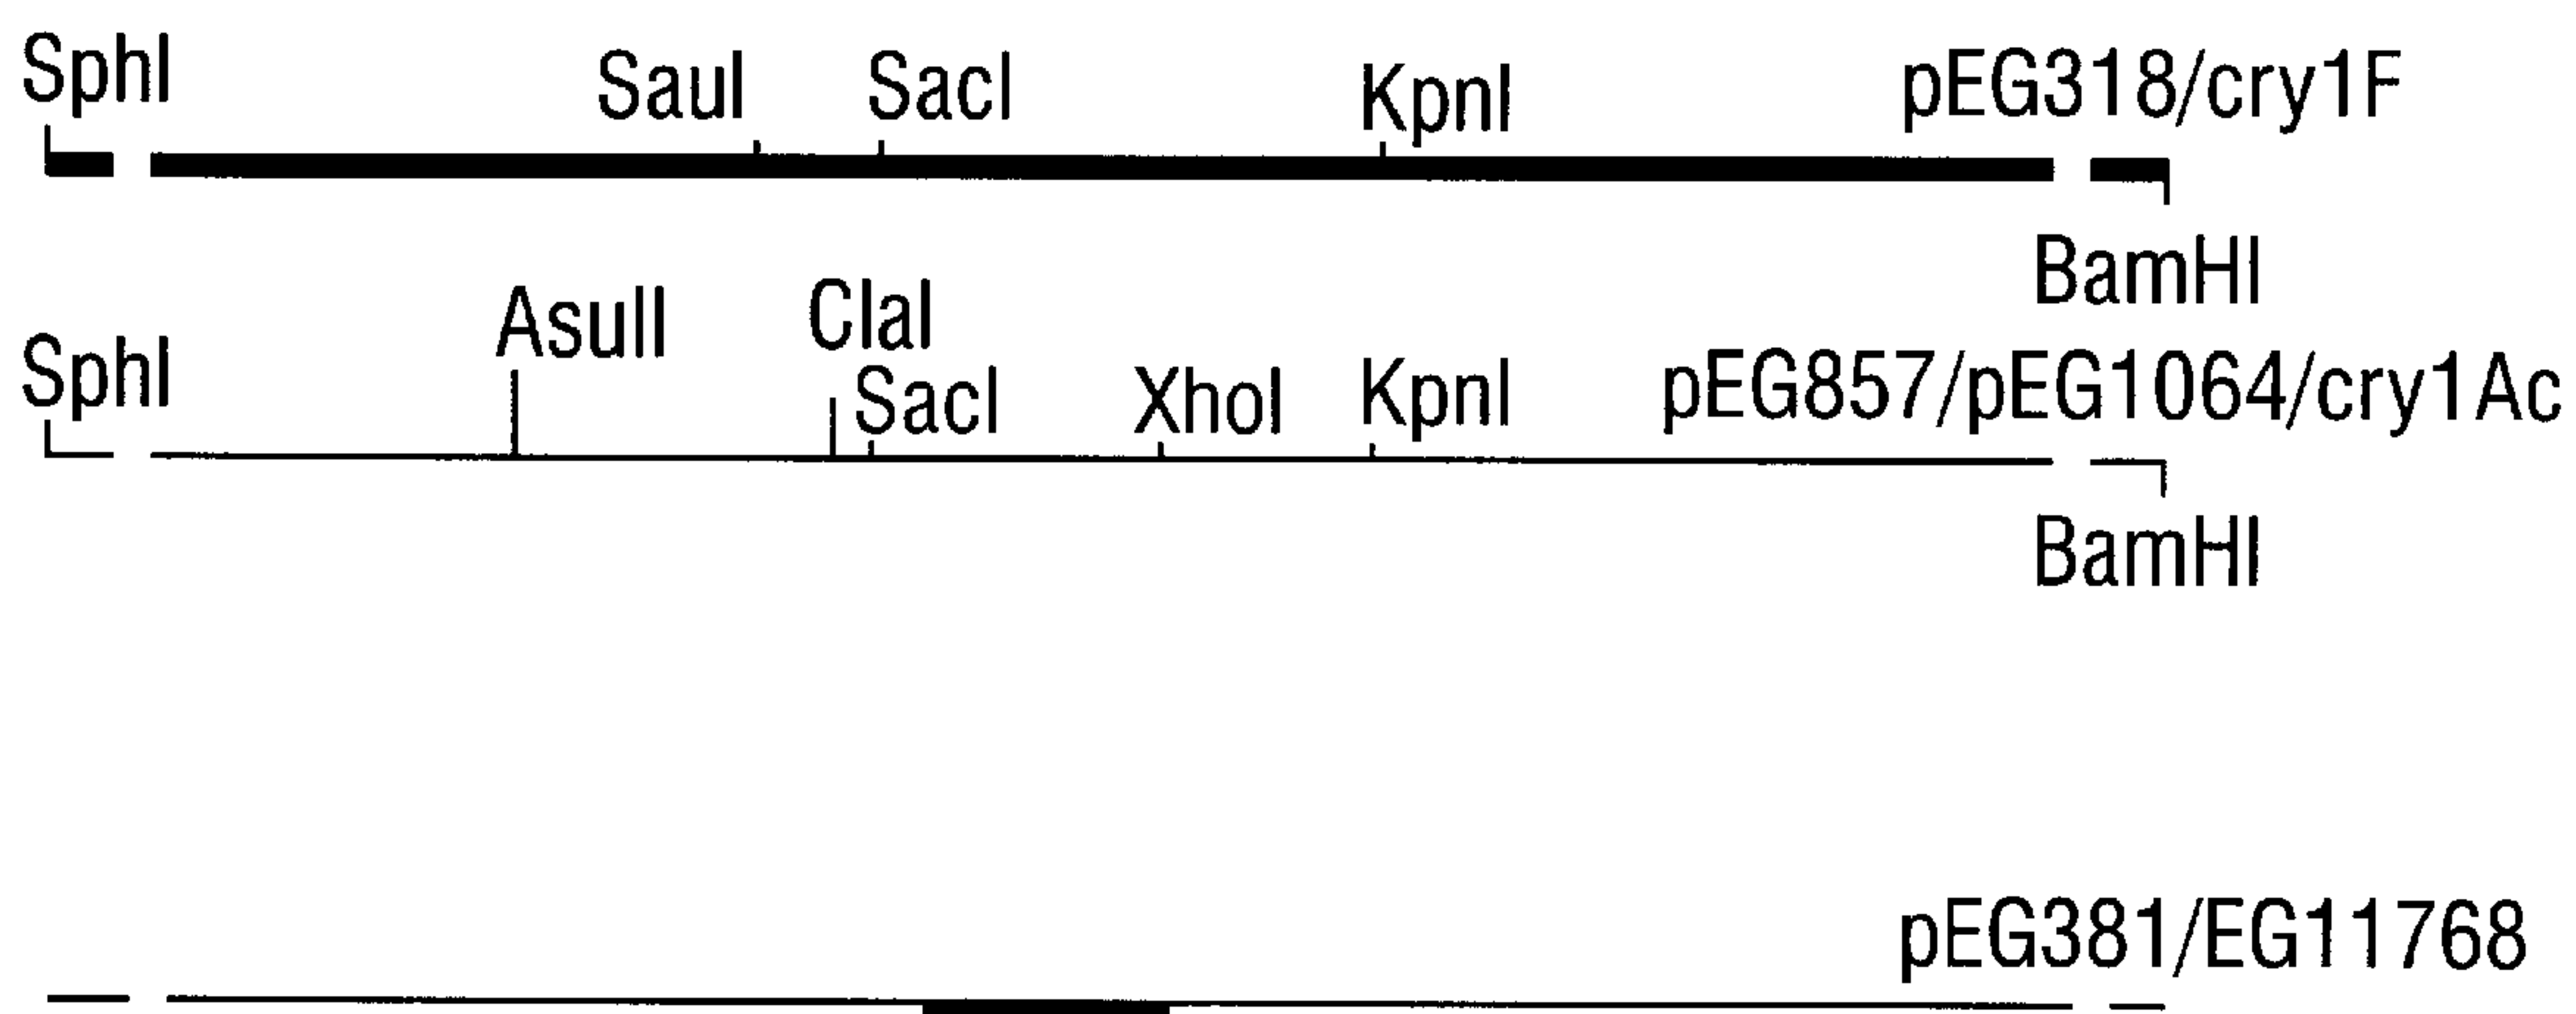 SphI SauI SacI KpnI pEG318/cry1F
BamHI
SphI AsuII ClaI SacI XhoI KpnI pEG857/pEG1064/cry1Ac
BamHI
pEG381/EG11768